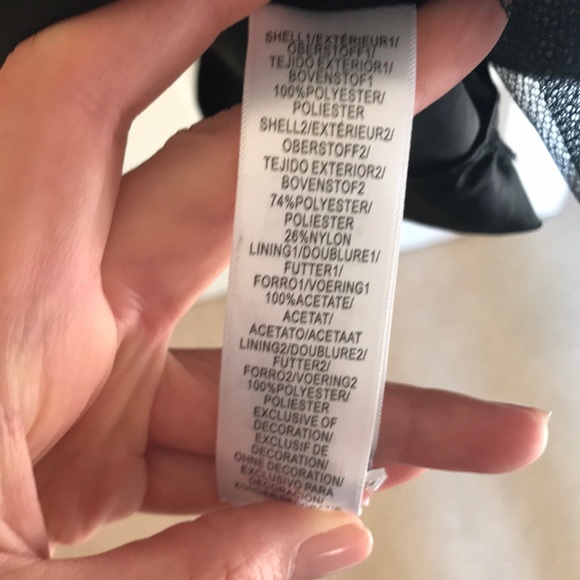 SHELL1/EXTÉRIEUR1/
OBERSTOFF1/
TEJIDO EXTERIOR1/
BOVENSTOF1
100%POLYESTER/
POLIESTER
SHELL2/EXTÉRIEUR2/
OBERSTOFF2/
TEJIDO EXTERIOR2/
BOVENSTOF2
74%POLYESTER/
POLIESTER
26%NYLON
LINING1/DOUBLURE1/
FUTTER1/
FORRO1/VOERING1
100%ACETATE/
ACETAT/
ACETATO/ACETAAT
LINING2/DOUBLURE2/
FUTTER2/
FORRO2/VOERING2
100%POLYESTER/
POLIESTER
EXCLUSIVE OF
DECORATION/
EXCLUSIF DE
DECORATION/
OHNE DECORATION/
EXCLUSIVO PARA
DECORACIÓN/
ZONDER